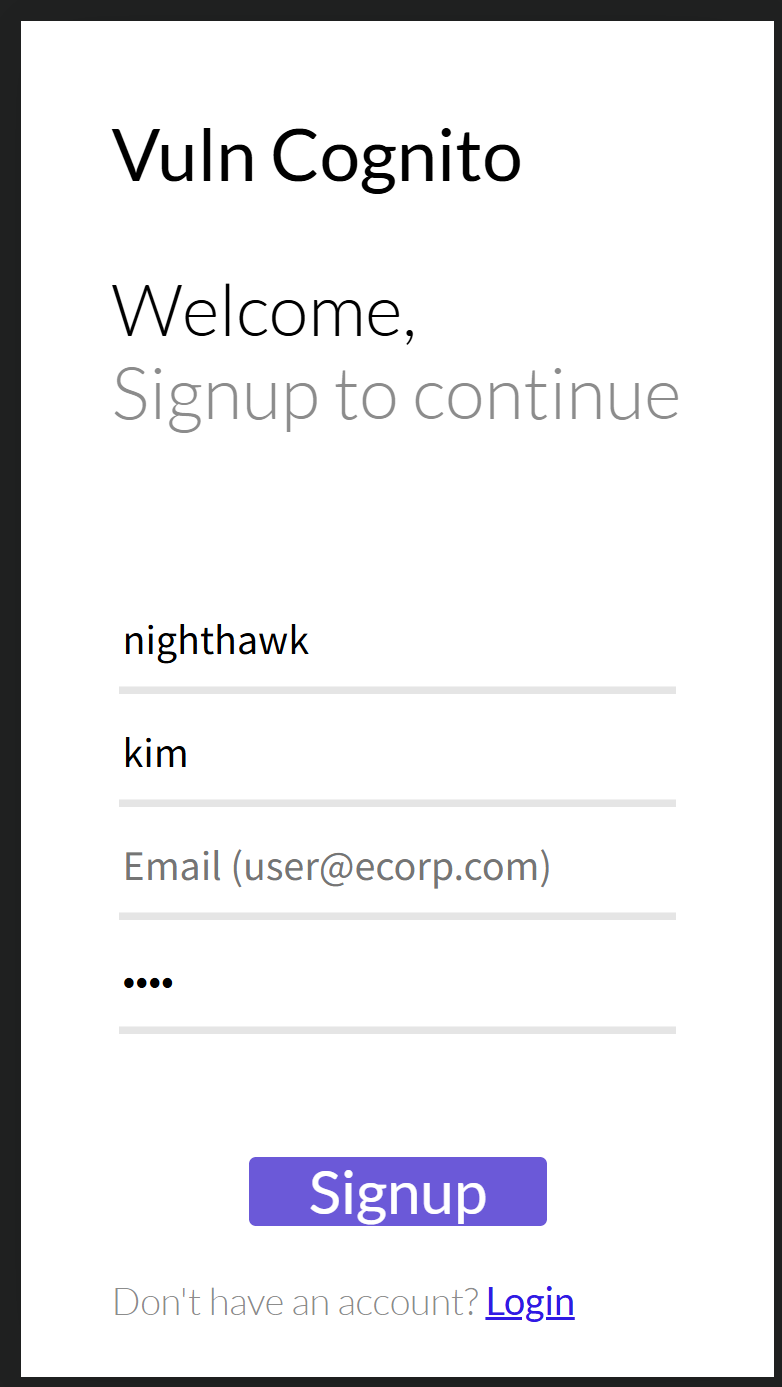 Vuln Cognito
Welcome,
Signup to continue
nighthawk
kim
Email (user@ecorp.com)
••••
Signup
Don't have an account? Login